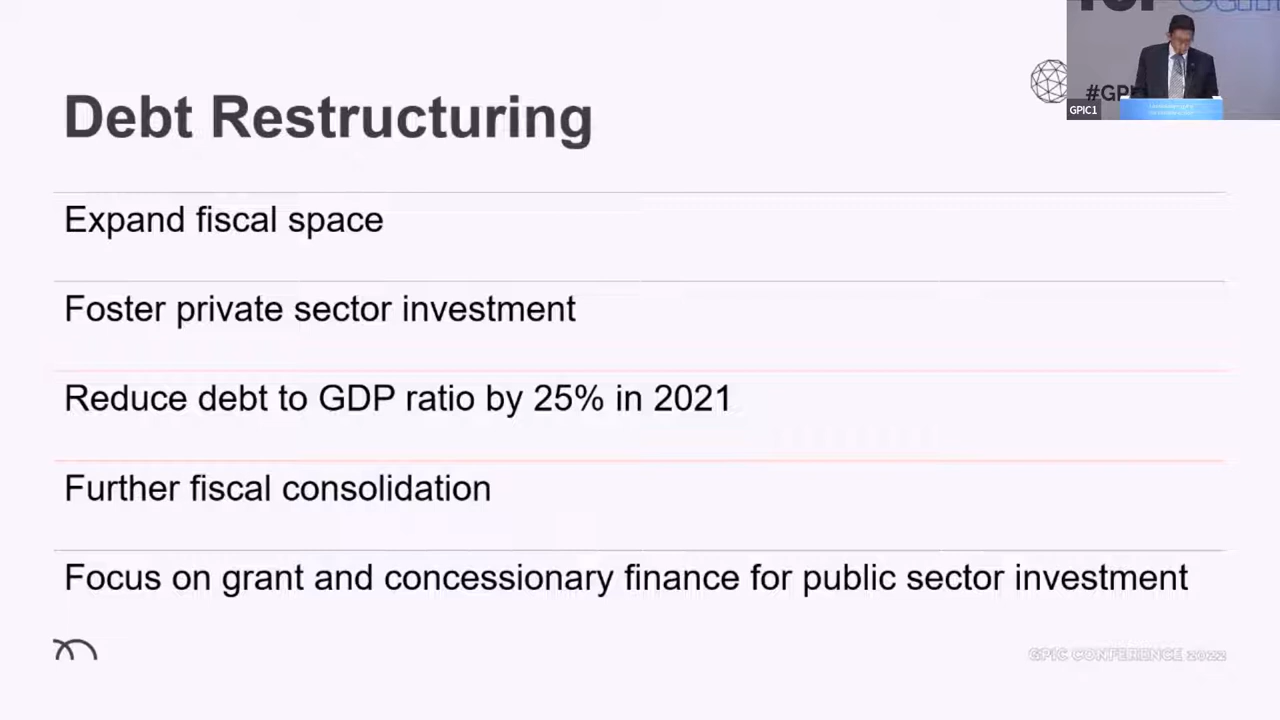 Debt Restructuring
#GPI
GPIC1
Expand fiscal space
Foster private sector investment
Reduce debt to GDP ratio by 25% in 2021
Further fiscal consolidation
Focus on grant and concessionary finance for public sector investment
GPIC CONFERENCE 2022